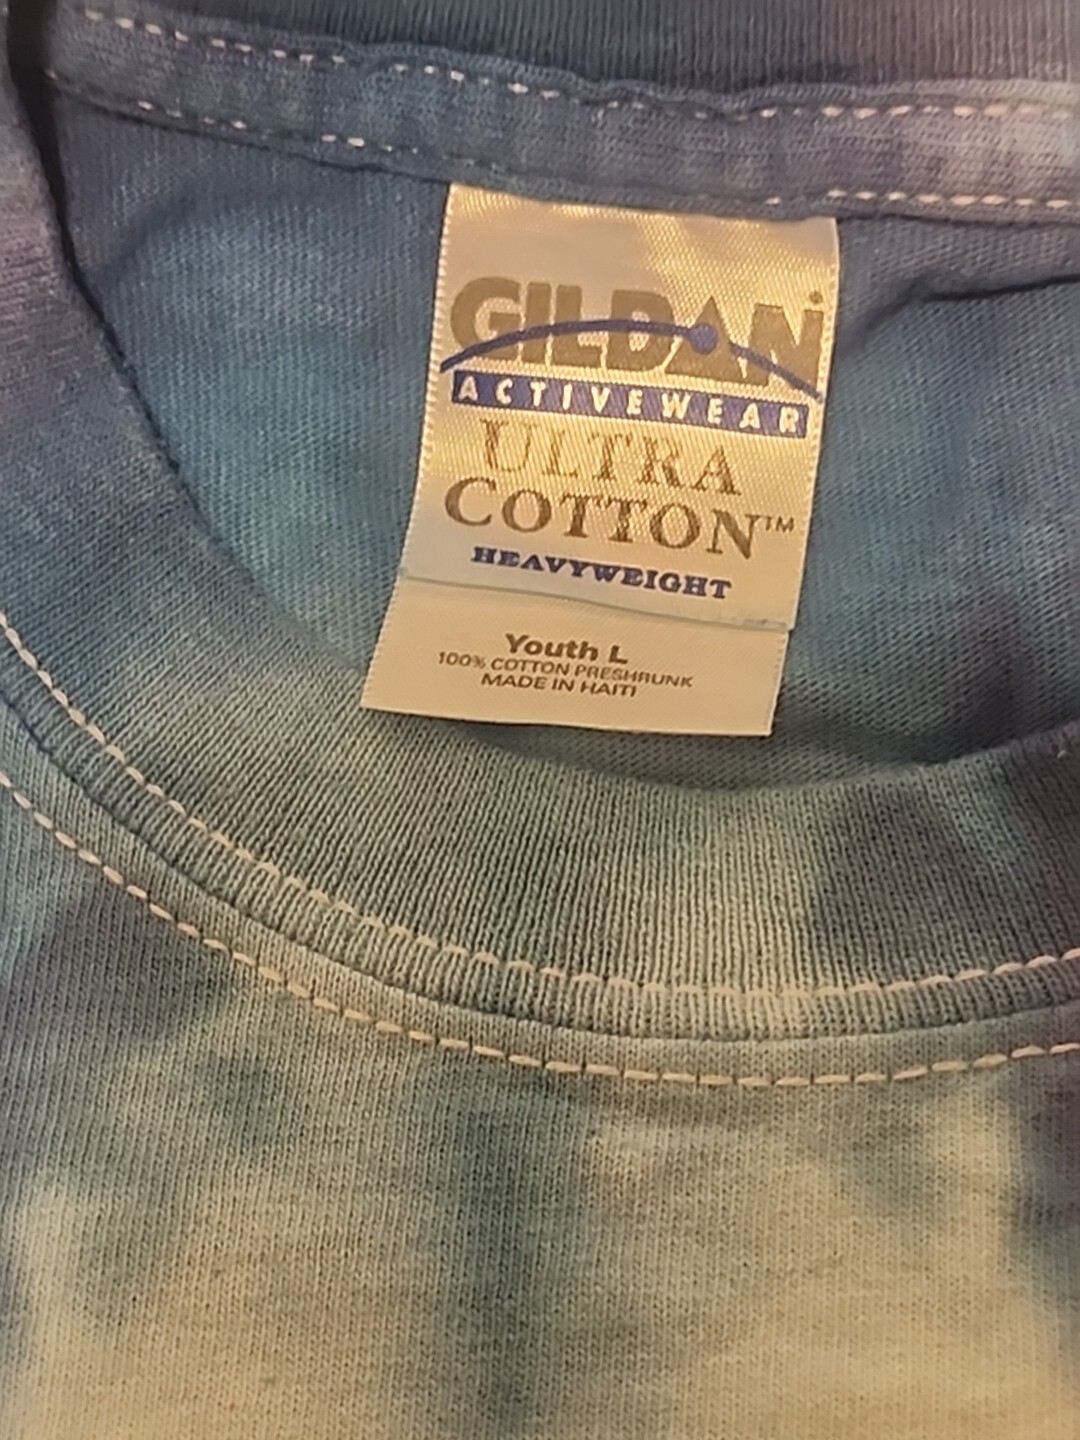 GILDAN
ACTIVEWEAR
ULTRA
COTTON™
HEAVYWEIGHT
Youth L
100% COTTON PRESHRUNK
MADE IN HAITI